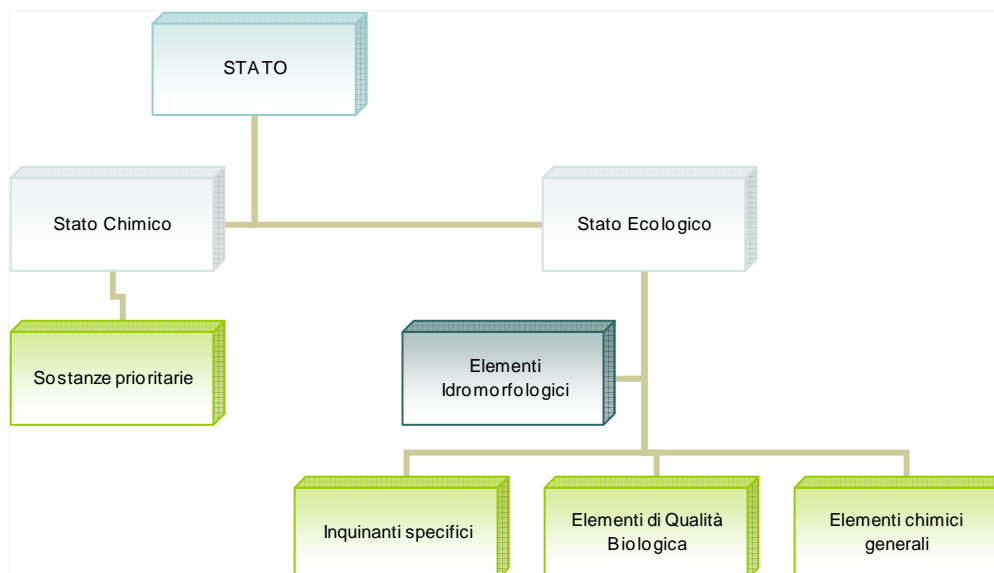 STATO
Stato Chimico
Stato Ecologico
Sostanze prioritarie
Elementi
Idromorfologici
Inquinanti specifici
Elementi di Qualità
Biologica
Elementi chimici
generali